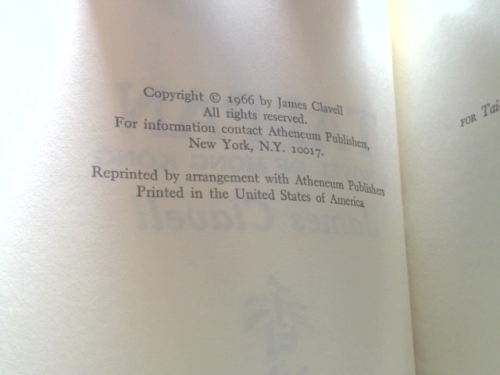 Copyright © 1966 by James Clavell
All rights reserved.
For information contact Atheneum Publishers,
New York, N.Y. 10017.
Reprinted by arrangement with Atheneum Publishers
Printed in the United States of America
FOR Tai